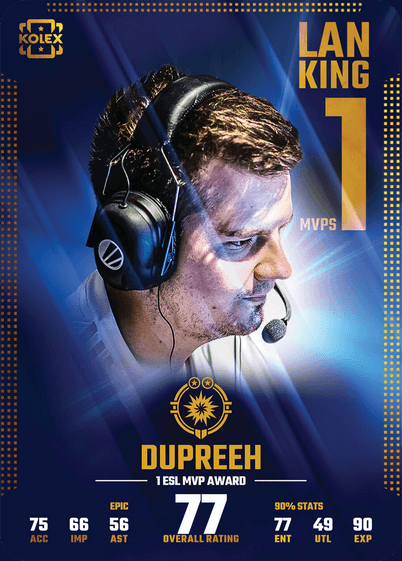 KOLEX
LAN
KING
1
MVPS
DUPREEH
1 ESL MVP AWARD
EPIC
77
90% STATS
75 66 56
77 49 90
ACC IMP AST
OVERALL RATING
ENT UTL EXP